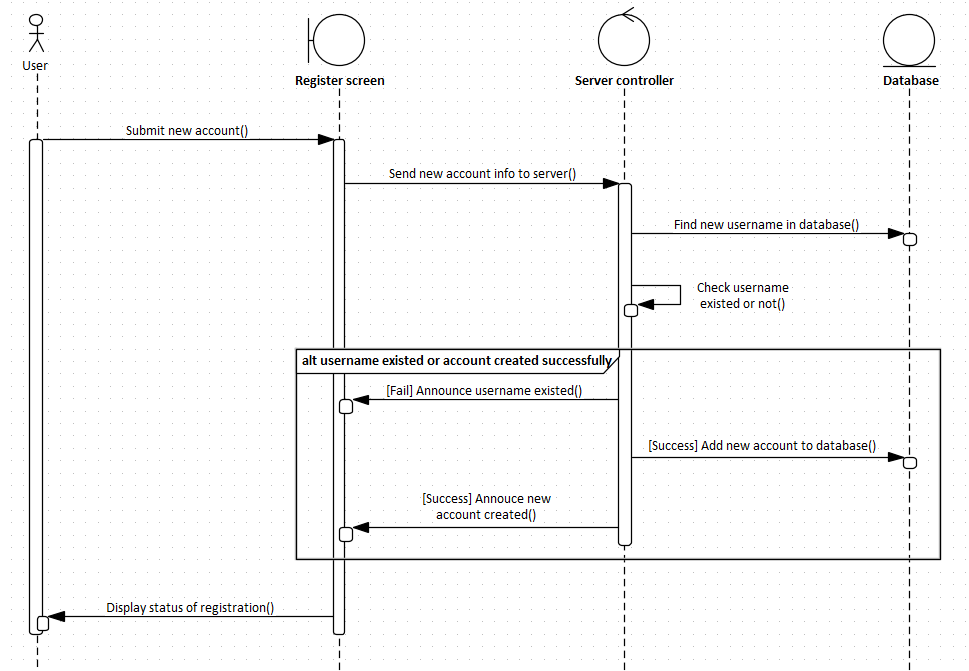 User
Register screen
Server controller
Database
Submit new account()
Send new account info to server()
Find new username in database()
Check username
existed or not()
alt username existed or account created successfully
[Fail] Announce username existed()
[Success] Add new account to database()
[Success] Annouce new
account created()
Display status of registration()